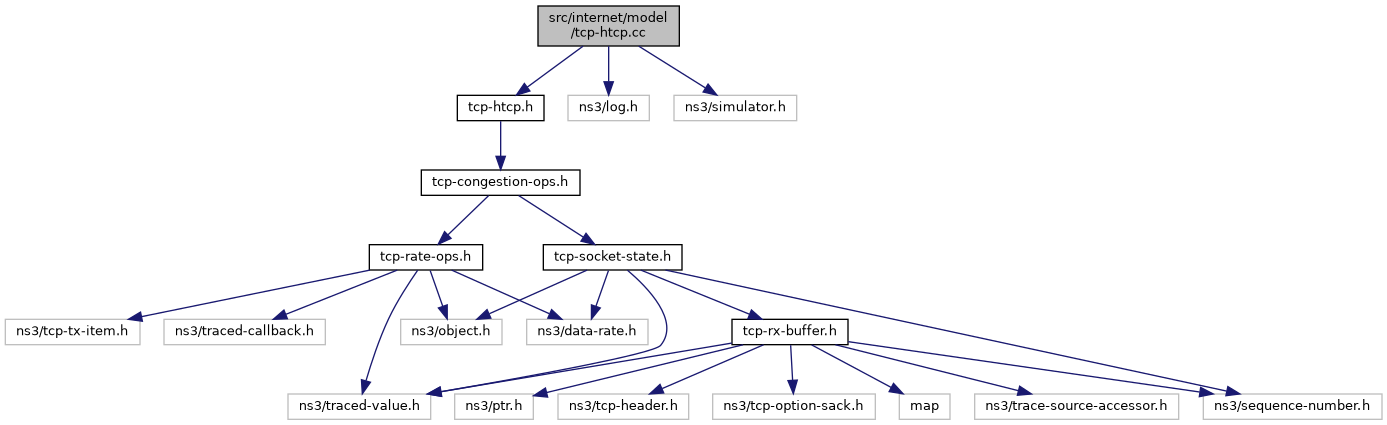 src/internet/model
/tcp-htcp.cc
tcp-htcp.h
ns3/log.h
ns3/simulator.h
tcp-congestion-ops.h
tcp-rate-ops.h
tcp-socket-state.h
ns3/tcp-tx-item.h
ns3/traced-callback.h
ns3/object.h
ns3/data-rate.h
tcp-rx-buffer.h
ns3/traced-value.h
ns3/ptr.h
ns3/tcp-header.h
ns3/tcp-option-sack.h
map
ns3/trace-source-accessor.h
ns3/sequence-number.h